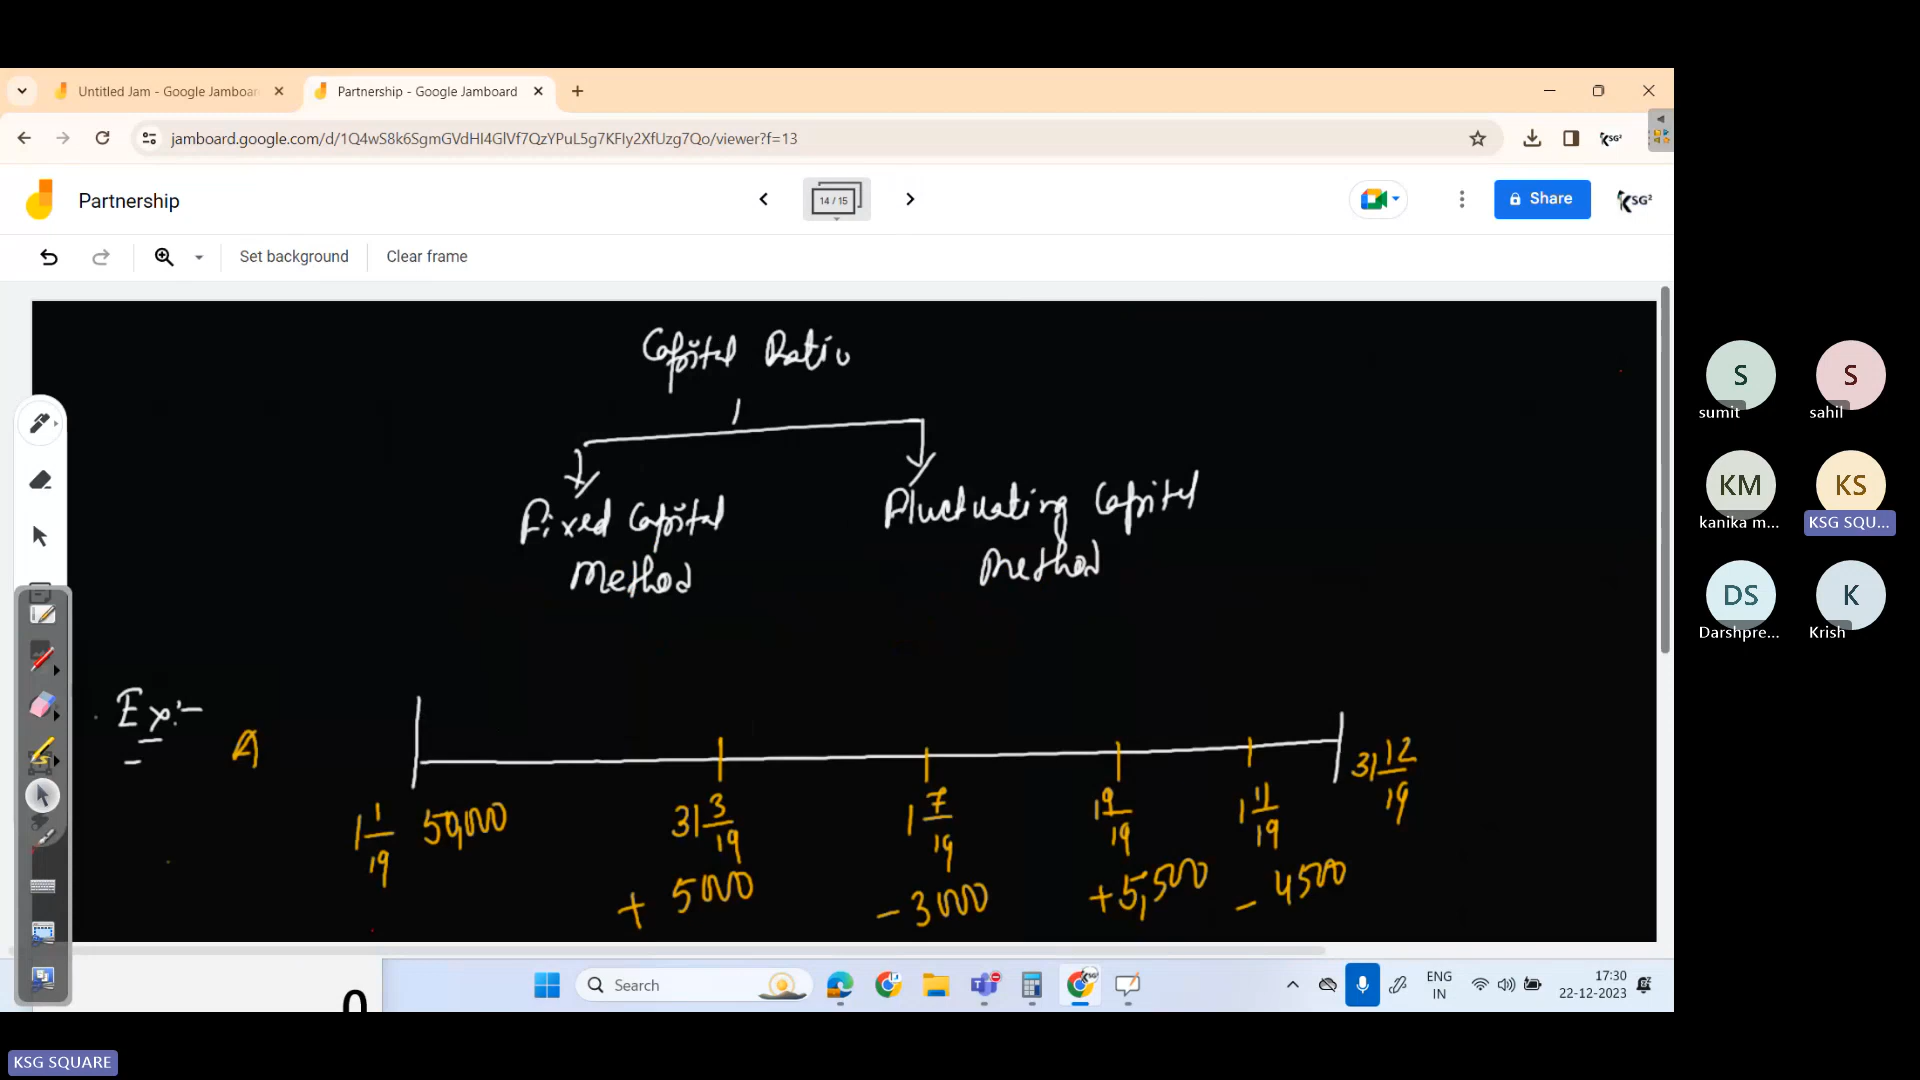 Untitled Jam - Google Jamboar
Partnership - Google Jamboard
jamboard.google.com/d/1Q4wS8k6SgmGVdHI4GlVf7QzYPuL5g7KFIy2XfUzg7Qo/viewer?f=13
Partnership
14 / 15
Share
KSG²
Set background
Clear frame
Capital Ratio
Fixed Capital Method
Fluctuating Capital Method
Ex:-
A
1 1/19 50,000
31 3/19
+ 5000
1 7/19
- 3000
1 9/19
+5,500
1 11/19
- 4500
31 12/19
S
sumit
S
sahil
KM
kanika m...
KS
KSG SQU...
DS
Darshpre...
K
Krish
Search
ENG
IN
17:30
22-12-2023
KSG SQUARE